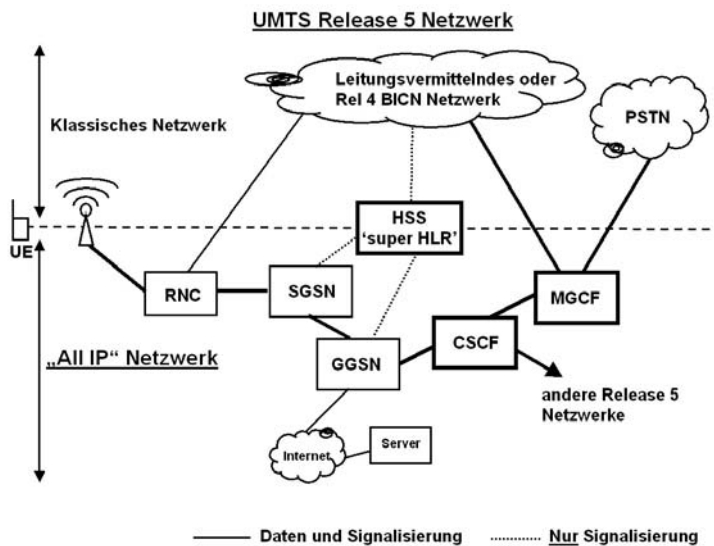 UMTS Release 5 Netzwerk
Leitungsvermittelndes oder
Rel 4 BICN Netzwerk
PSTN
Klassisches Netzwerk
HSS
‘super HLR’
UE
RNC
SGSN
MGCF
CSCF
„All IP“ Netzwerk
GGSN
andere Release 5
Netzwerke
Internet
Server
Daten und Signalisierung
Nur Signalisierung